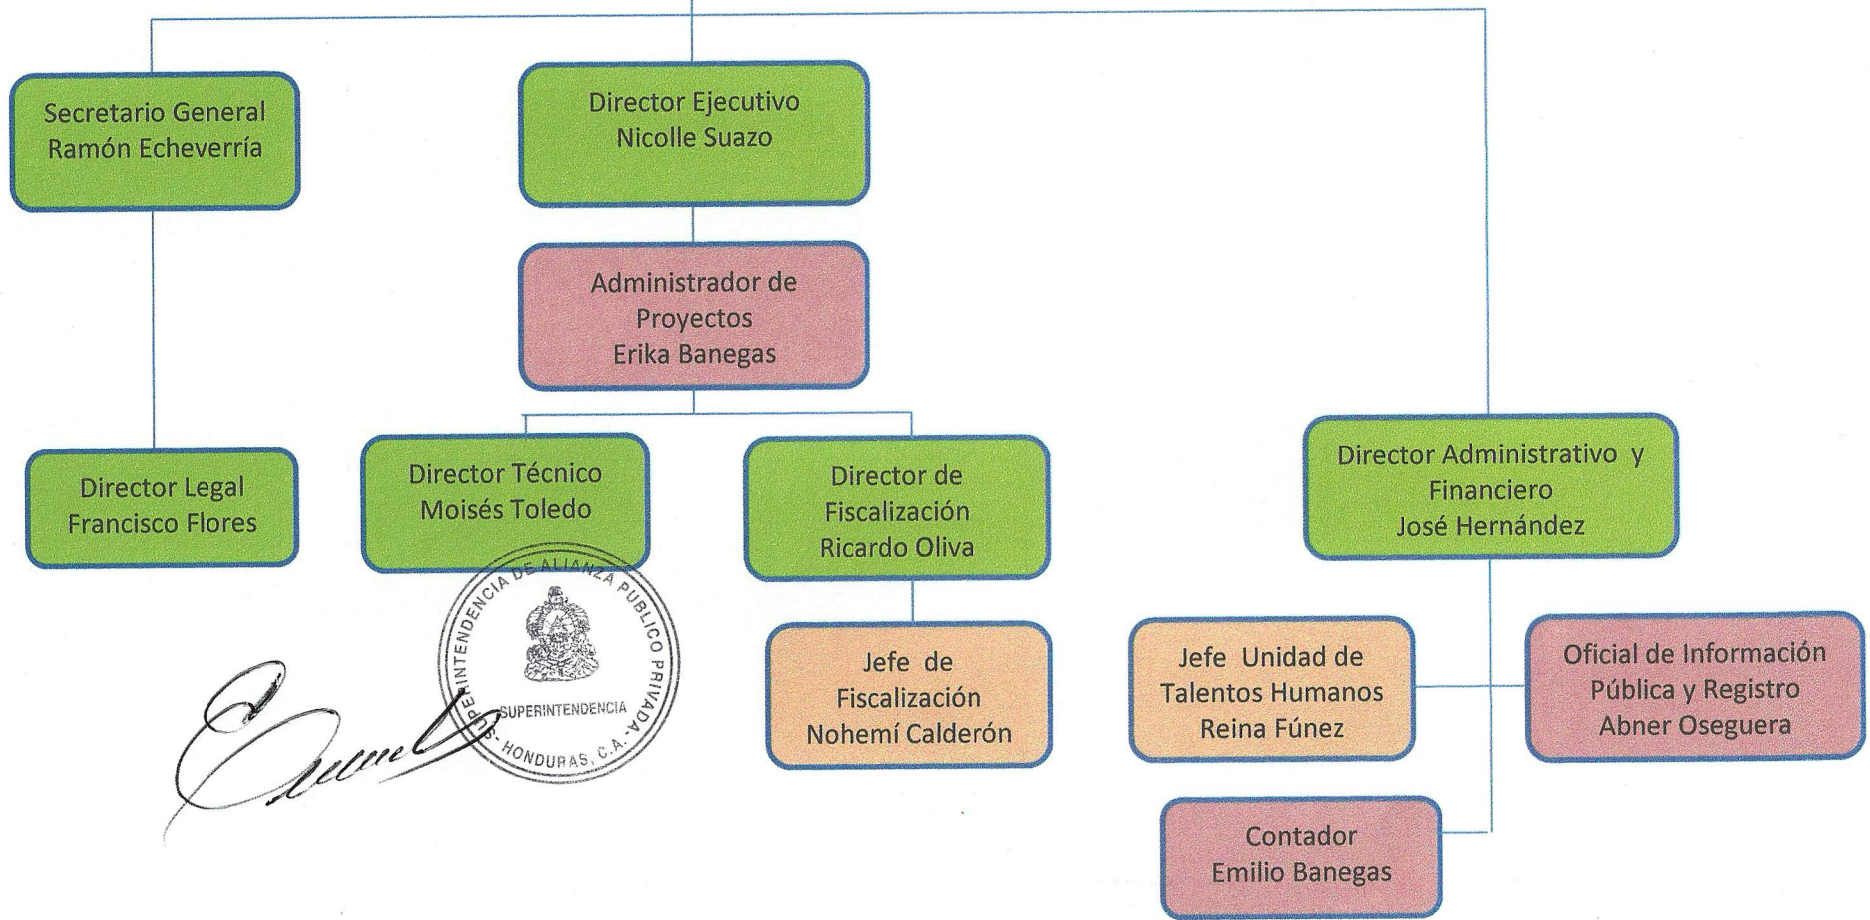 Secretario General
Ramón Echeverría
Director Ejecutivo
Nicolle Suazo
Administrador de
Proyectos
Erika Banegas
Director Legal
Francisco Flores
Director Técnico
Moisés Toledo
Director de
Fiscalización
Ricardo Oliva
Director Administrativo y
Financiero
José Hernández
Jefe de
Fiscalización
Nohemí Calderón
Jefe Unidad de
Talentos Humanos
Reina Fúnez
Oficial de Información
Pública y Registro
Abner Oseguera
Contador
Emilio Banegas
SUPERINTENDENCIA DE ALIANZA PUBLICO PRIVADA-
SUPERINTENDENCIA
- HONDURAS, C.A. -